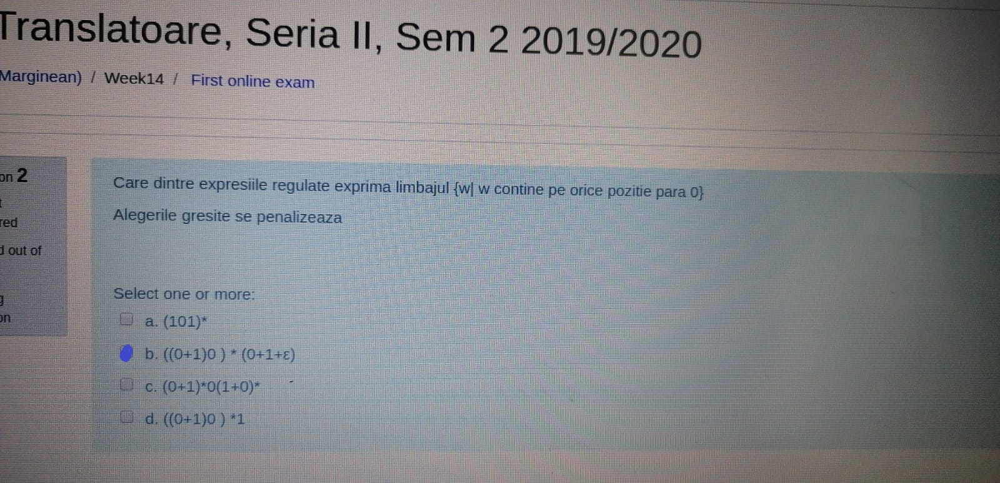 Translatoare, Seria II, Sem 2 2019/2020
Marginean) / Week14 / First online exam
on 2
t
red
d out of
g
on
Care dintre expresiile regulate exprima limbajul {w| w contine pe orice pozitie para 0}
Alegerile gresite se penalizeaza
Select one or more:
a. (101)*
b. ((0+1)0 ) * (0+1+ε)
c. (0+1)*0(1+0)*
d. ((0+1)0 ) *1